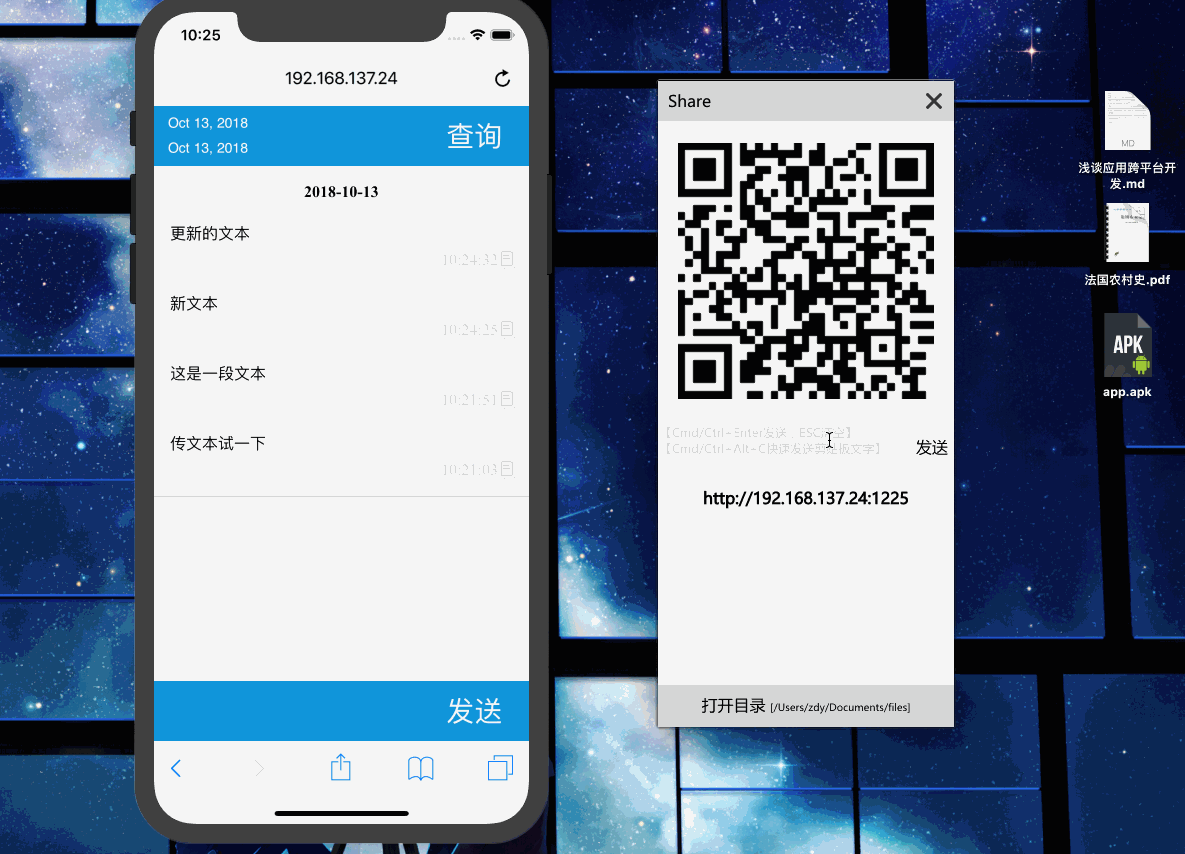 10:25
192.168.137.24
Oct 13, 2018
Oct 13, 2018
查询
2018-10-13
更新的文本
10:24:32
新文本
10:24:25
这是一段文本
10:21:51
传文本试一下
10:21:03
发送
Share
【Cmd/Ctrl+Enter发送，ESC清空】
【Cmd/Ctrl+Alt+C快速发送剪贴板文字】
发送
http://192.168.137.24:1225
打开目录 [/Users/zdy/Documents/files]
MD
浅谈应用跨平台开
发.md
法国农村史.pdf
APK
app.apk